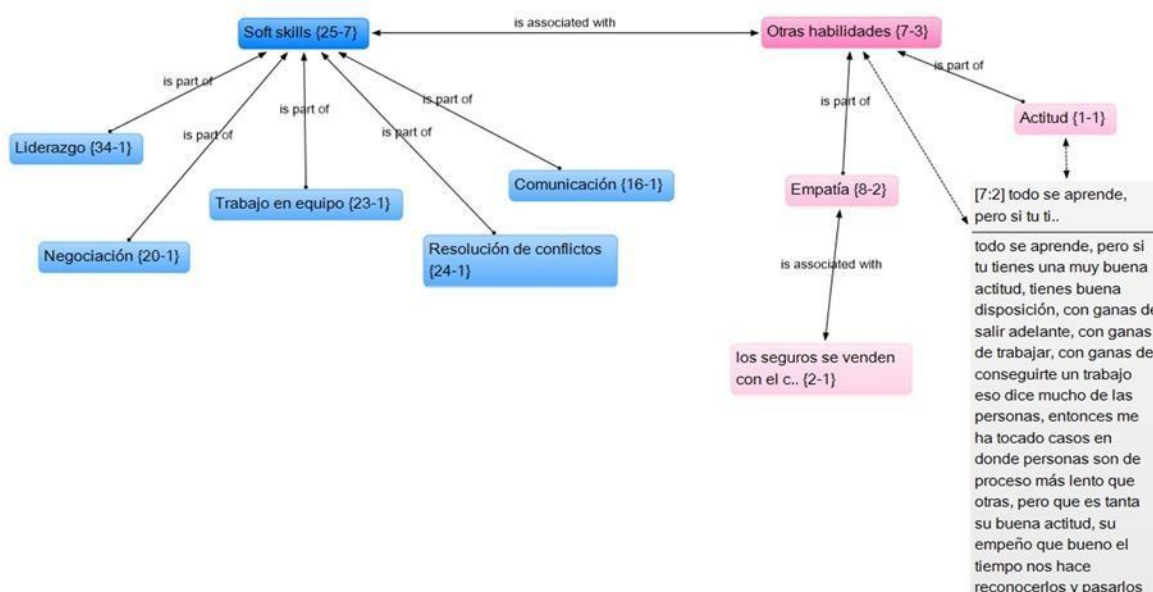 is associated with
Soft skills {25-7}
Otras habilidades {7-3}
is part of
is part of
is part of
is part of
is part of
is part of
is part of
Liderazgo {34-1}
Negociación {20-1}
Trabajo en equipo {23-1}
Resolución de conflictos
{24-1}
Comunicación {16-1}
Actitud {1-1}
Empatía {8-2}
is associated with
los seguros se venden
con el c.. {2-1}
[7:2] todo se aprende,
pero si tu ti..
todo se aprende, pero si
tu tienes una muy buena
actitud, tienes buena
disposición, con ganas de
salir adelante, con ganas
de trabajar, con ganas de
conseguirte un trabajo
eso dice mucho de las
personas, entonces me
ha tocado casos en
donde personas son de
proceso más lento que
otras, pero que es tanta
su buena actitud, su
empeño que bueno el
tiempo nos hace
reconocerlos y pasarlos